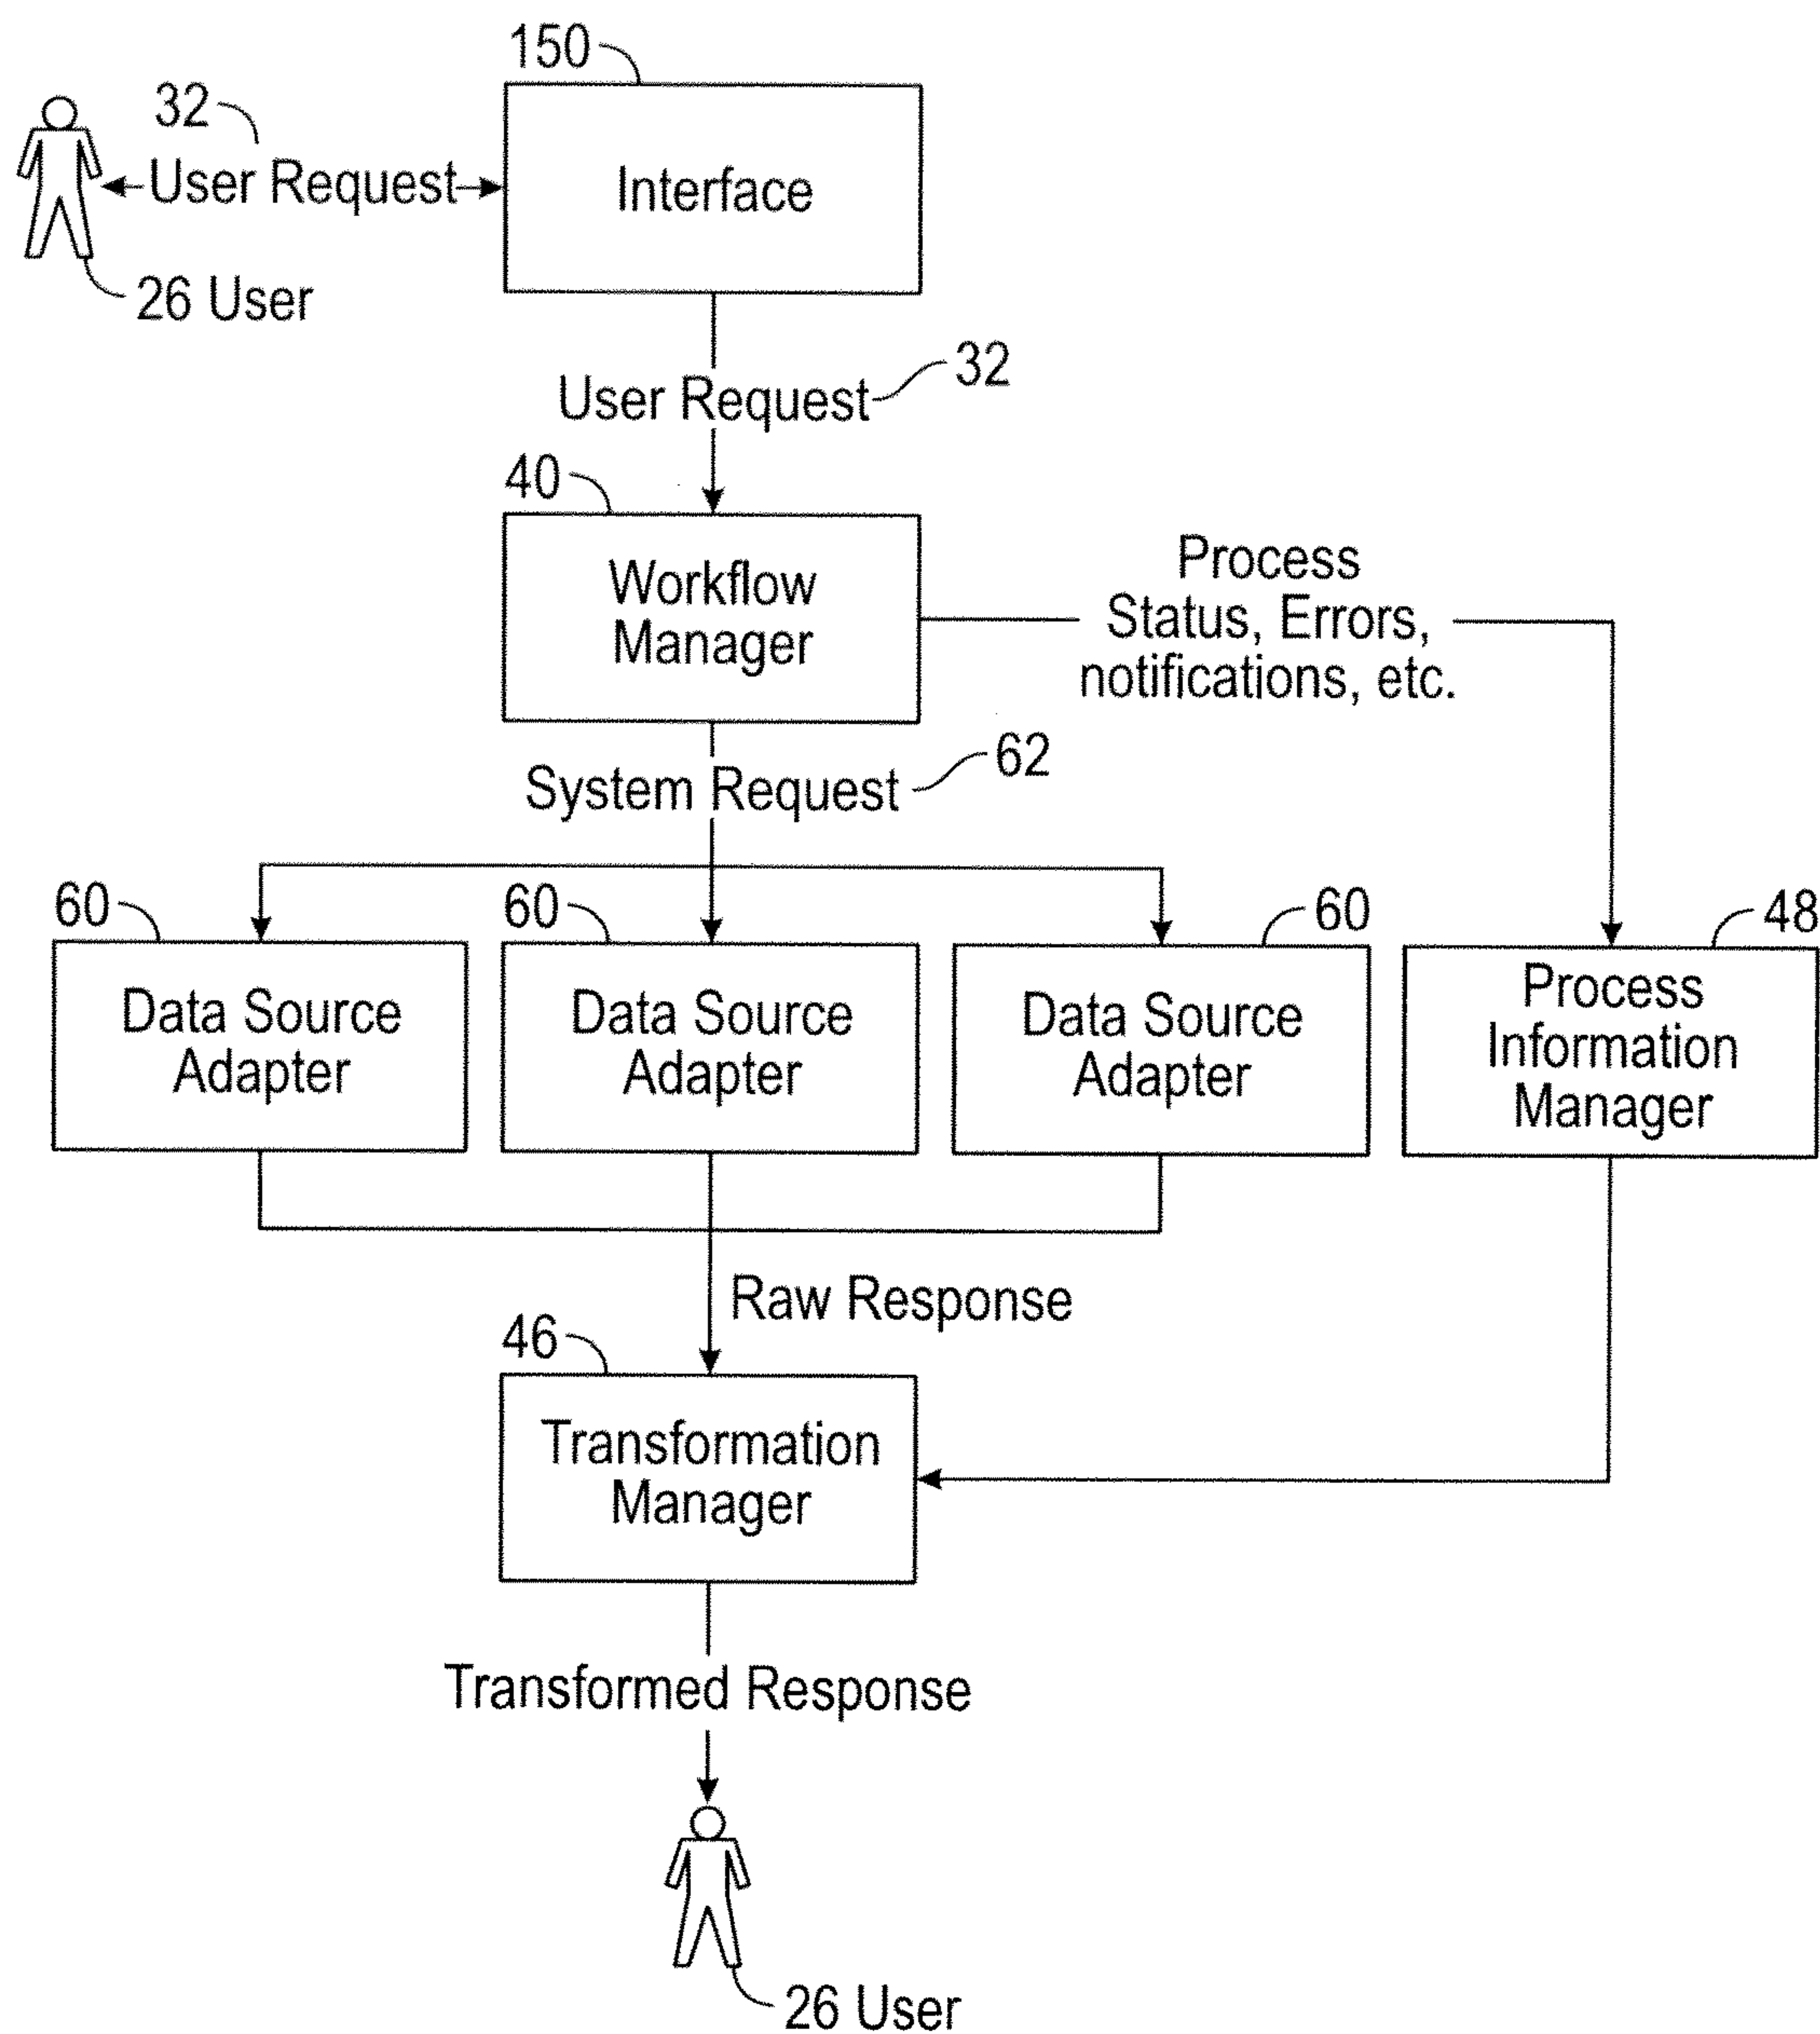 150
32
User Request
Interface
26 User
32
User Request
40
Workflow
Manager
Process
Status, Errors,
notifications, etc.
62
System Request
60
60
60
48
Data Source
Adapter
Data Source
Adapter
Data Source
Adapter
Process
Information
Manager
Raw Response
46
Transformation
Manager
Transformed Response
26 User